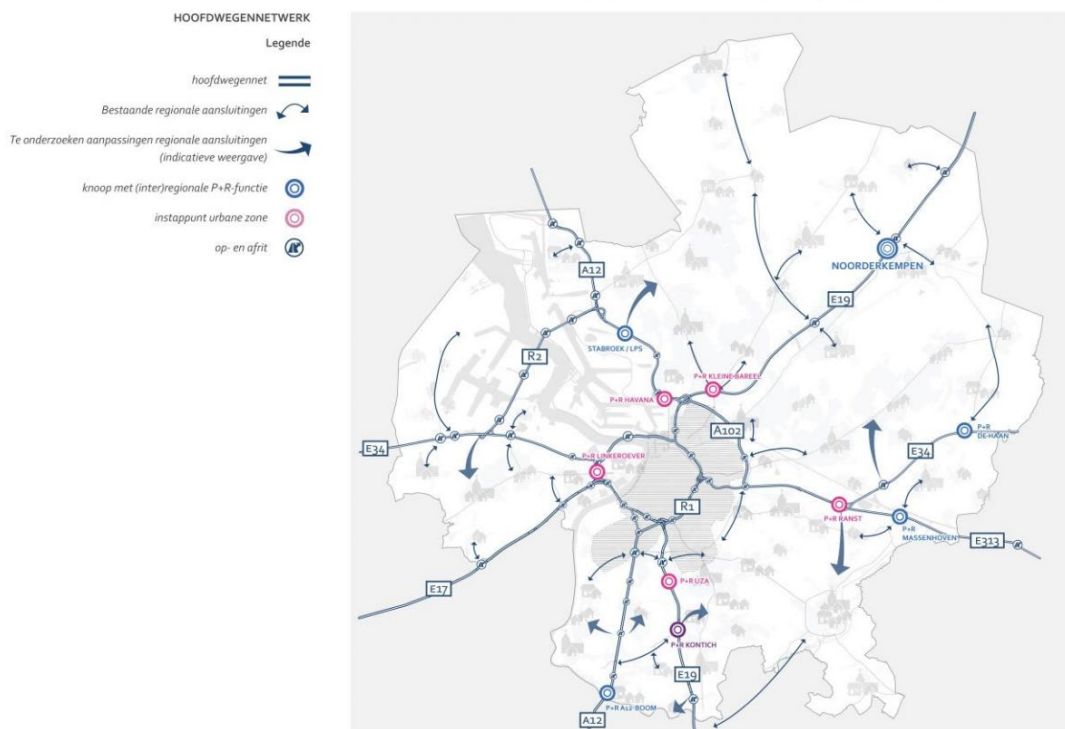 HOOFDWEGENNETWERK
Legende
hoofdwegennet
Bestaande regionale aansluitingen
Te onderzoeken aanpassingen regionale aansluitingen
(indicatieve weergave)
knoop met (inter)regionale P+R-functie
instappunt urbane zone
op- en afrit
NOORDERKEMPEN
A12
E19
STABROEK / LPS
R2
P+R KLEINE-BAREEL
P+R HAVANA
A102
P+R
DE-HAAN
E34
E34
P+R LINKEROEVER
R1
P+R RANST
P+R
MASSENHOVEN
E313
E17
P+R UZA
P+R KONTICH
E19
P+R A12-BOOM
A12